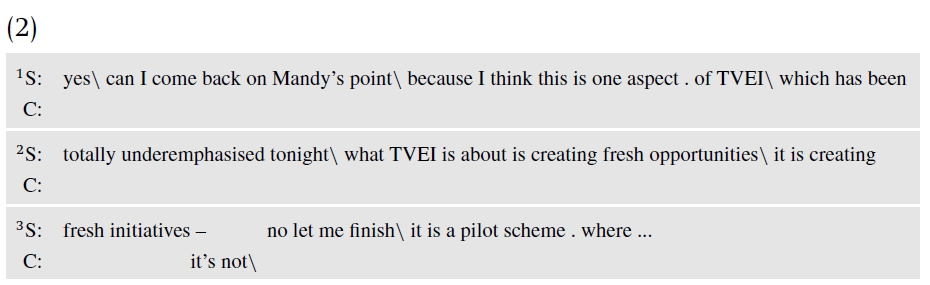 (2)
¹S: yes\ can I come back on Mandy’s point\ because I think this is one aspect . of TVEI\ which has been
C:
²S: totally underemphasised tonight\ what TVEI is about is creating fresh opportunities\ it is creating
C:
³S: fresh initiatives – no let me finish\ it is a pilot scheme . where ...
C: it’s not\